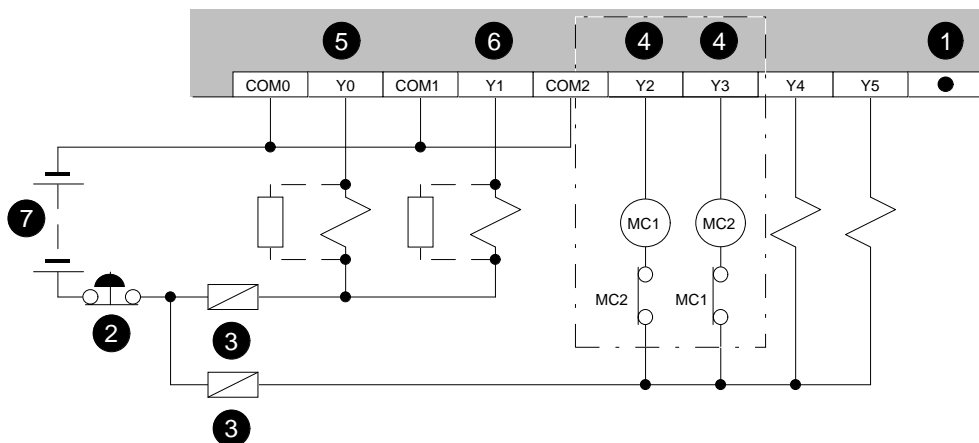 5 6 4 4 1
COM0 Y0 COM1 Y1 COM2 Y2 Y3 Y4 Y5
7
MC1 MC2
MC2 MC1
2
3
3